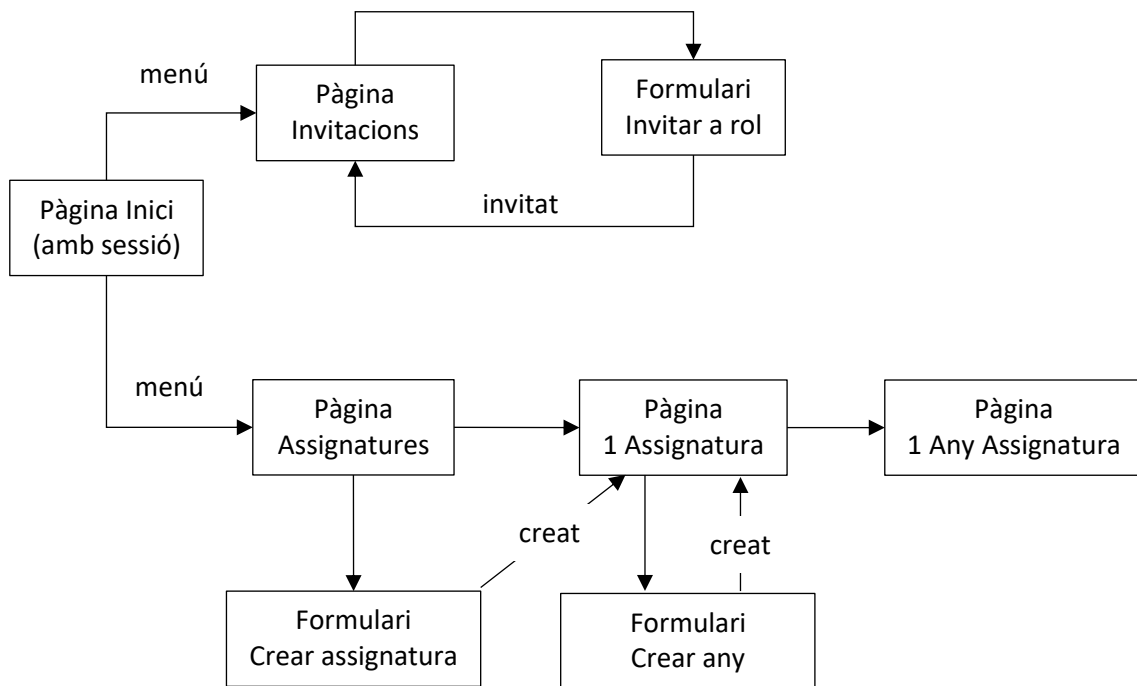 menú
Pàgina
Invitacions
Formulari
Invitar a rol
invitat
Pàgina Inici
(amb sessió)
menú
Pàgina
Assignatures
Pàgina
1 Assignatura
Pàgina
1 Any Assignatura
creat
creat
Formulari
Crear assignatura
Formulari
Crear any